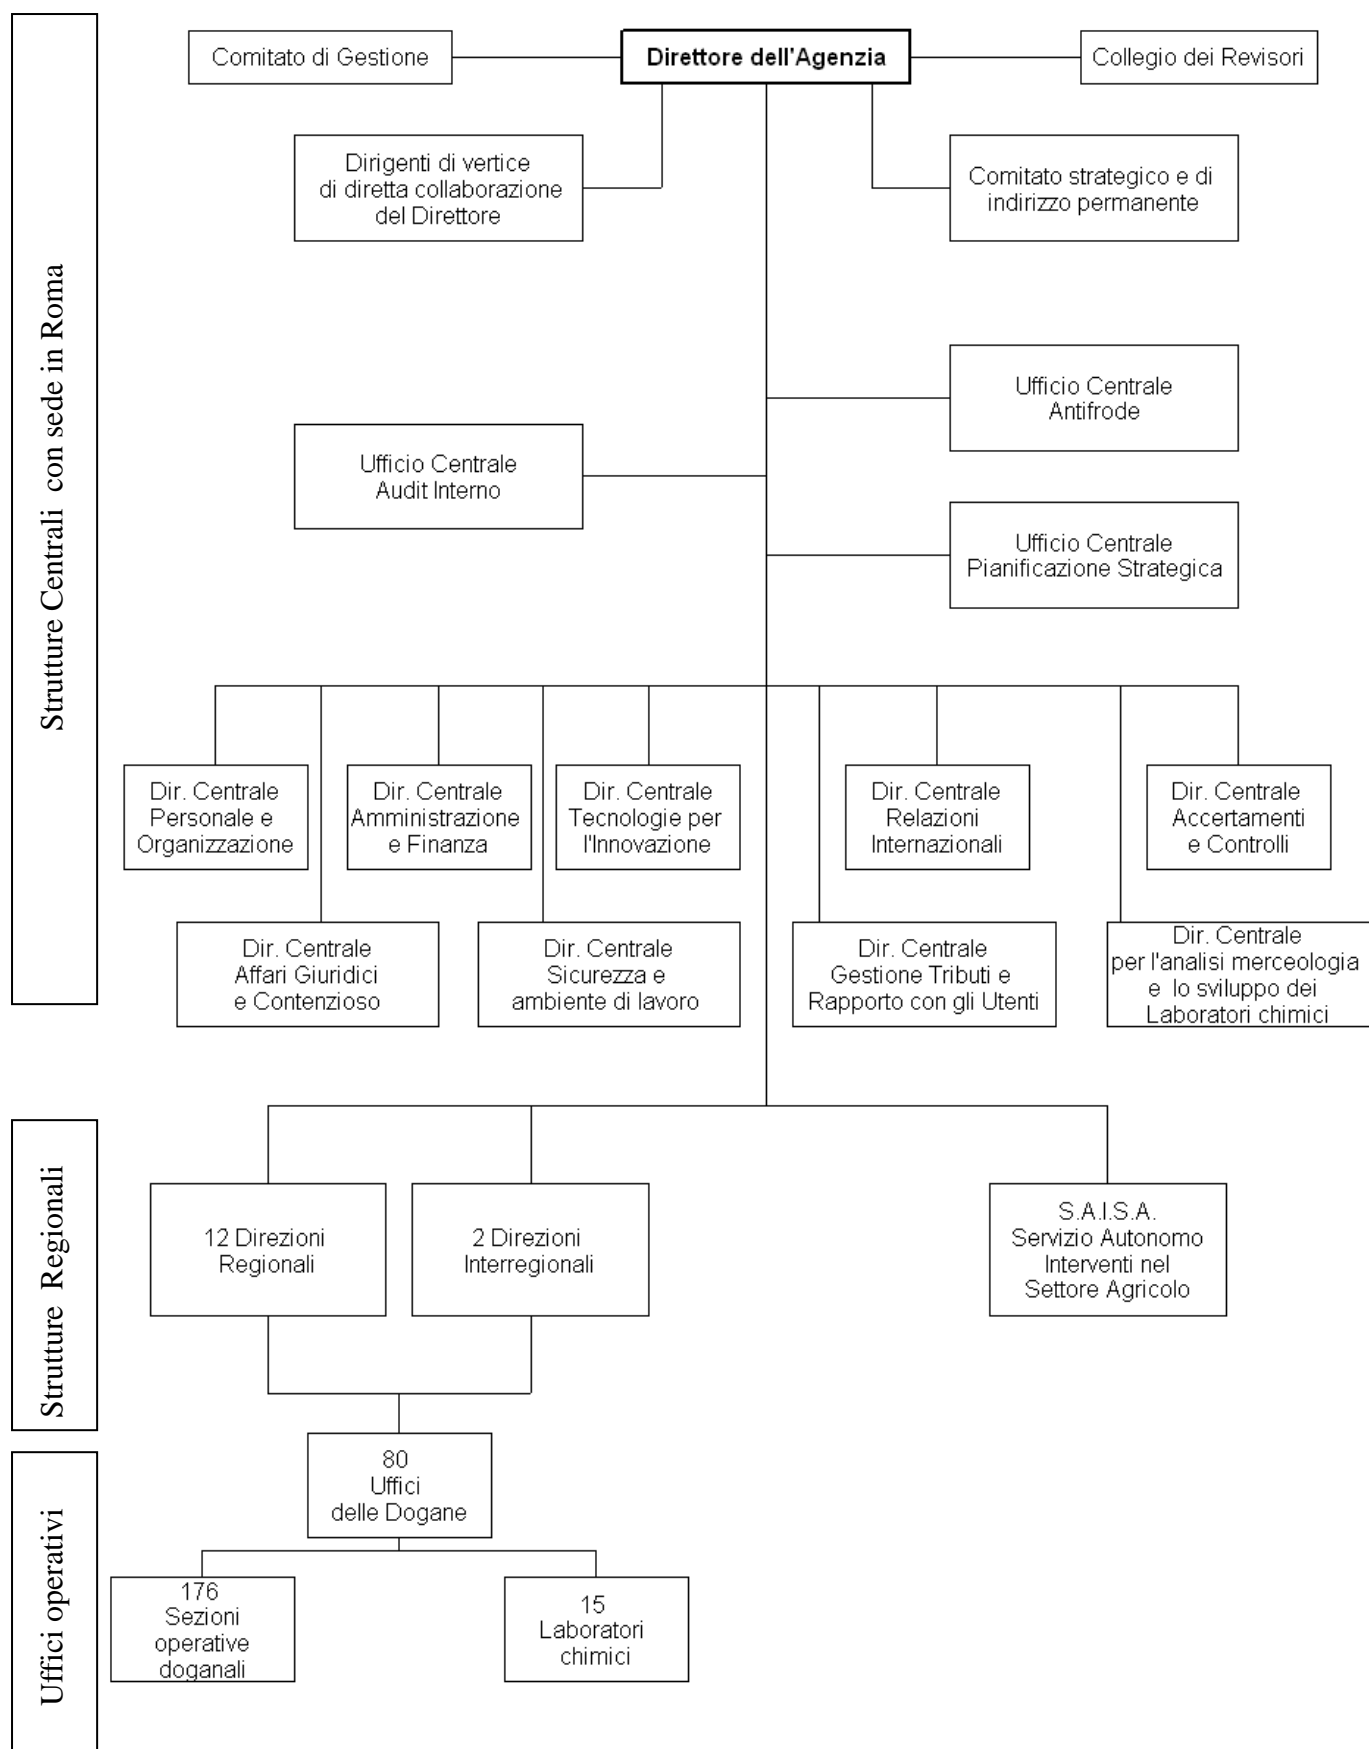 Comitato di Gestione
Direttore dell'Agenzia
Collegio dei Revisori
Dirigenti di vertice
di diretta collaborazione
del Direttore
Comitato strategico e di
indirizzo permanente
Strutture Centrali con sede in Roma
Ufficio Centrale
Antifrode
Ufficio Centrale
Audit Interno
Ufficio Centrale
Pianificazione Strategica
Dir. Centrale
Personale e
Organizzazione
Dir. Centrale
Amministrazione
e Finanza
Dir. Centrale
Tecnologie per
l'Innovazione
Dir. Centrale
Relazioni
Internazionali
Dir. Centrale
Accertamenti
e Controlli
Dir. Centrale
Affari Giuridici
e Contenzioso
Dir. Centrale
Sicurezza e
ambiente di lavoro
Dir. Centrale
Gestione Tributi e
Rapporto con gli Utenti
Dir. Centrale
per l'analisi merceologia
e lo sviluppo dei
Laboratori chimici
Strutture Regionali
12 Direzioni
Regionali
2 Direzioni
Interregionali
S.A.I.S.A.
Servizio Autonomo
Interventi nel
Settore Agricolo
Uffici operativi
80
Uffici
delle Dogane
176
Sezioni
operative
doganali
15
Laboratori
chimici